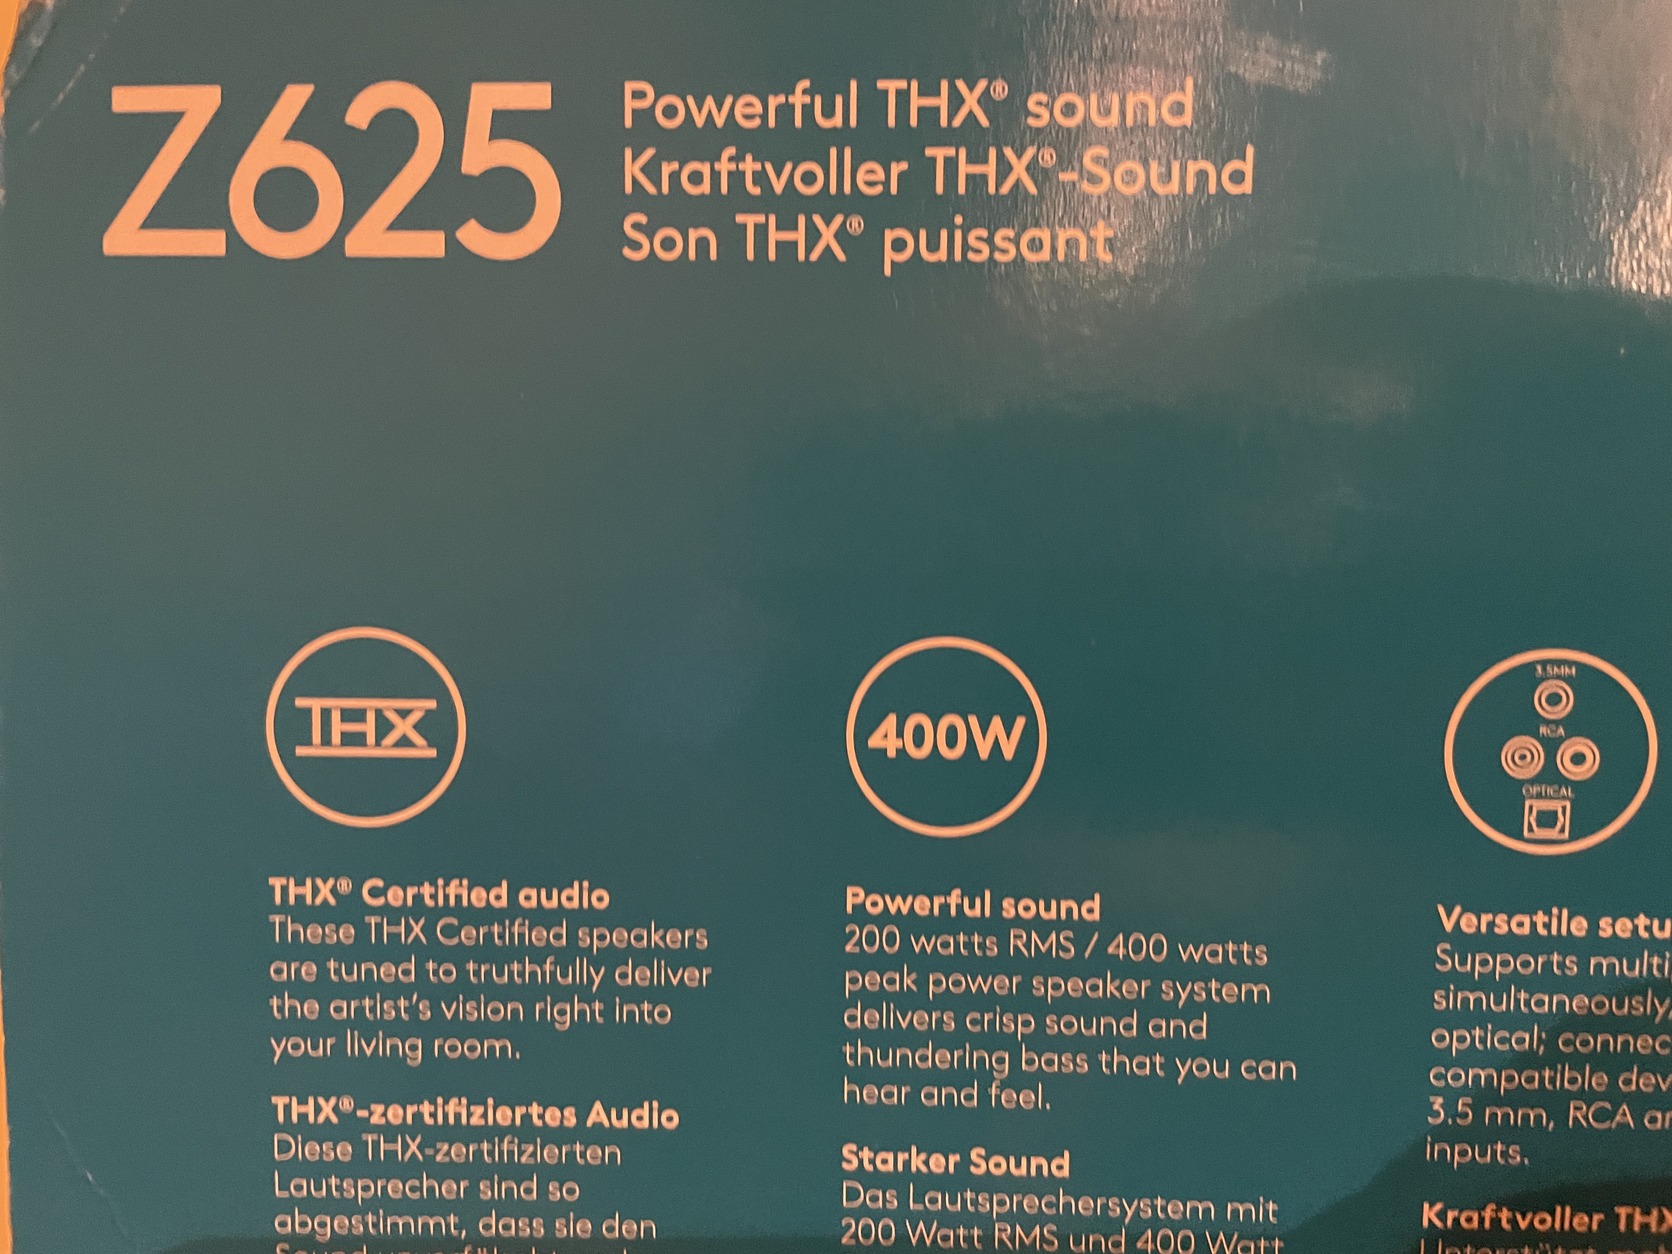 Z625
Powerful THX® sound
Kraftvoller THX®-Sound
Son THX® puissant
THX
THX® Certified audio
These THX Certified speakers
are tuned to truthfully deliver
the artist's vision right into
your living room.
THX®-zertifiziertes Audio
Diese THX-zertifizierten
Lautsprecher sind so
abgestimmt, dass sie den
400W
Powerful sound
200 watts RMS / 400 watts
peak power speaker system
delivers crisp sound and
thundering bass that you can
hear and feel.
Starker Sound
Das Lautsprechersystem mit
200 Watt RMS und 400 Watt
3.5MM
RCA
OPTICAL
Versatile setu
Supports multi
simultaneously,
optical; connec
compatible dev
3.5 mm, RCA an
inputs.
Kraftvoller THX